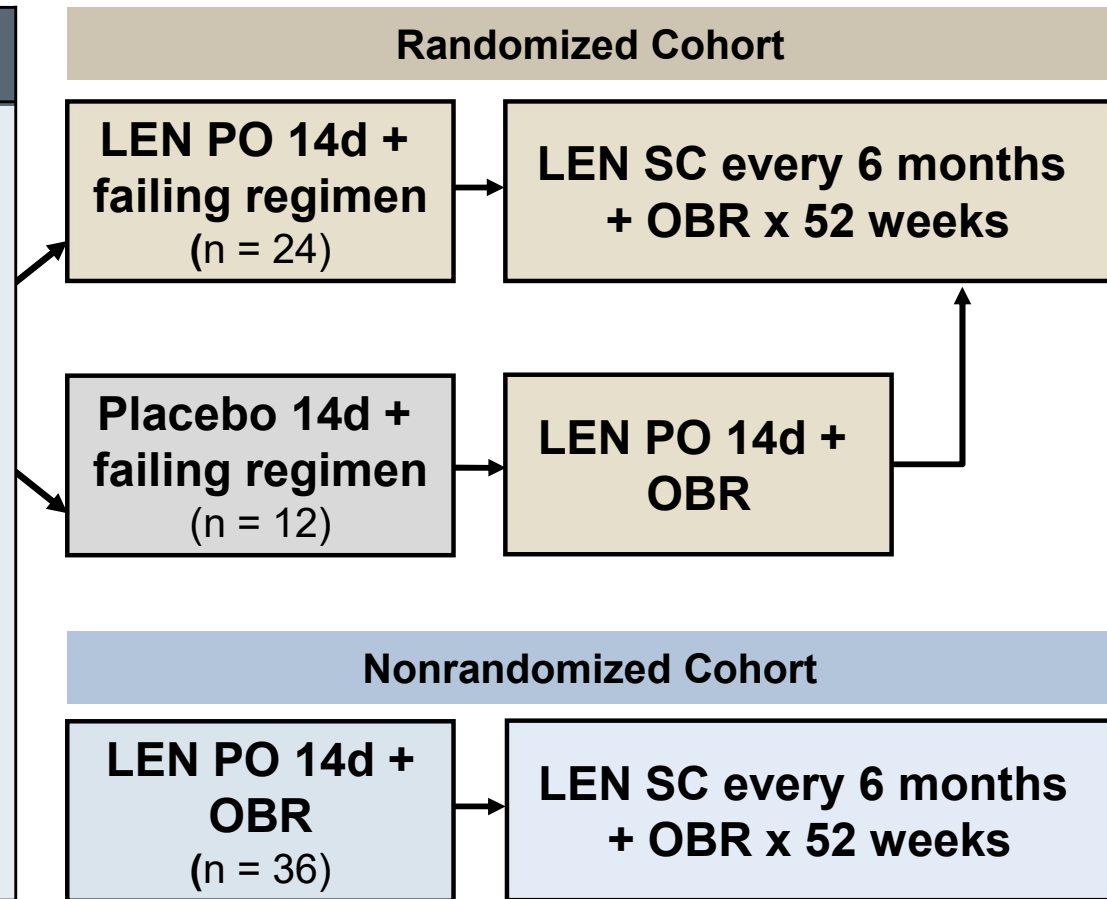 Randomized Cohort
LEN PO 14d +
failing regimen
(n = 24)
LEN SC every 6 months
+ OBR x 52 weeks
Placebo 14d +
failing regimen
(n = 12)
LEN PO 14d +
OBR
Nonrandomized Cohort
LEN PO 14d +
OBR
(n = 36)
LEN SC every 6 months
+ OBR x 52 weeks